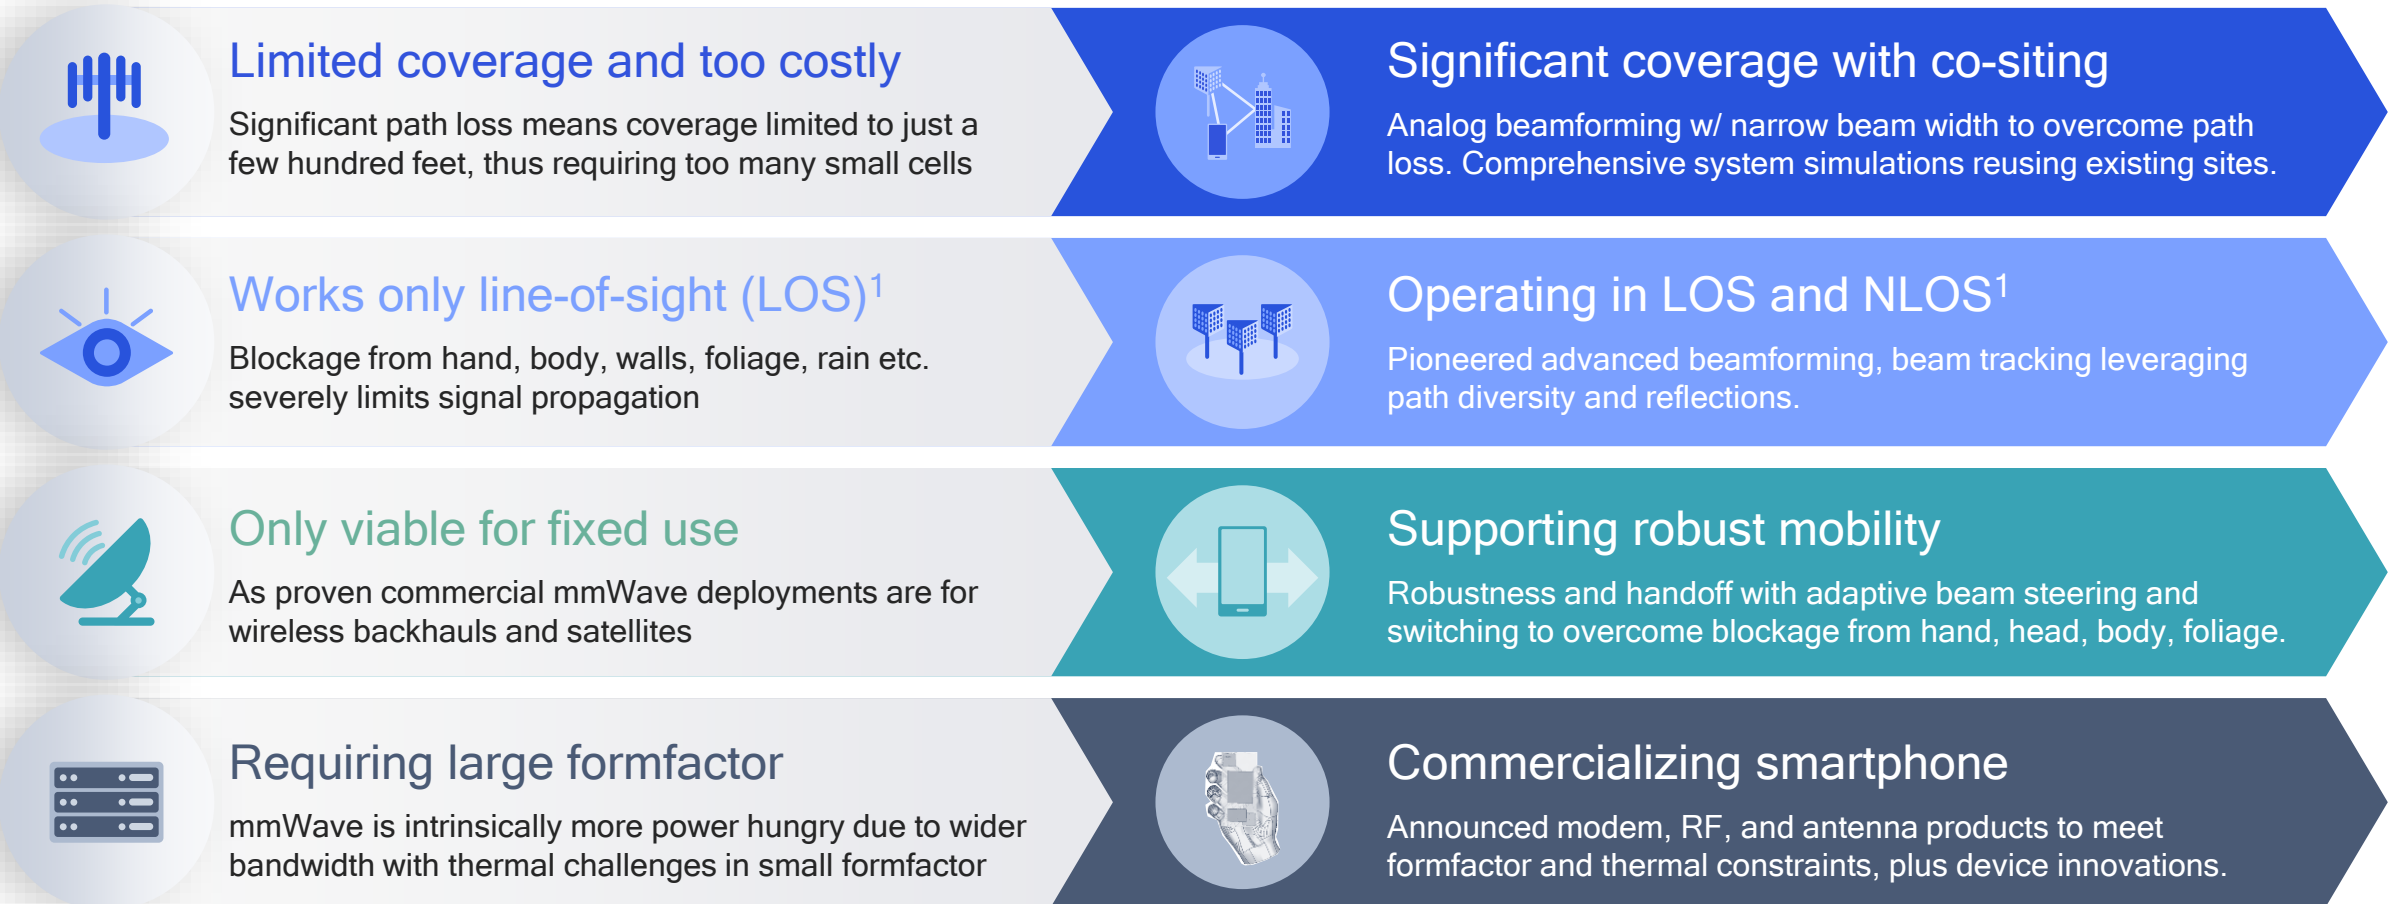 Limited coverage and too costly
Significant path loss means coverage limited to just a
few hundred feet, thus requiring too many small cells
Significant coverage with co-siting
Analog beamforming w/ narrow beam width to overcome path
loss. Comprehensive system simulations reusing existing sites.
Works only line-of-sight (LOS)¹
Blockage from hand, body, walls, foliage, rain etc.
severely limits signal propagation
Operating in LOS and NLOS¹
Pioneered advanced beamforming, beam tracking leveraging
path diversity and reflections.
Only viable for fixed use
As proven commercial mmWave deployments are for
wireless backhauls and satellites
Supporting robust mobility
Robustness and handoff with adaptive beam steering and
switching to overcome blockage from hand, head, body, foliage.
Requiring large formfactor
mmWave is intrinsically more power hungry due to wider
bandwidth with thermal challenges in small formfactor
Commercializing smartphone
Announced modem, RF, and antenna products to meet
formfactor and thermal constraints, plus device innovations.